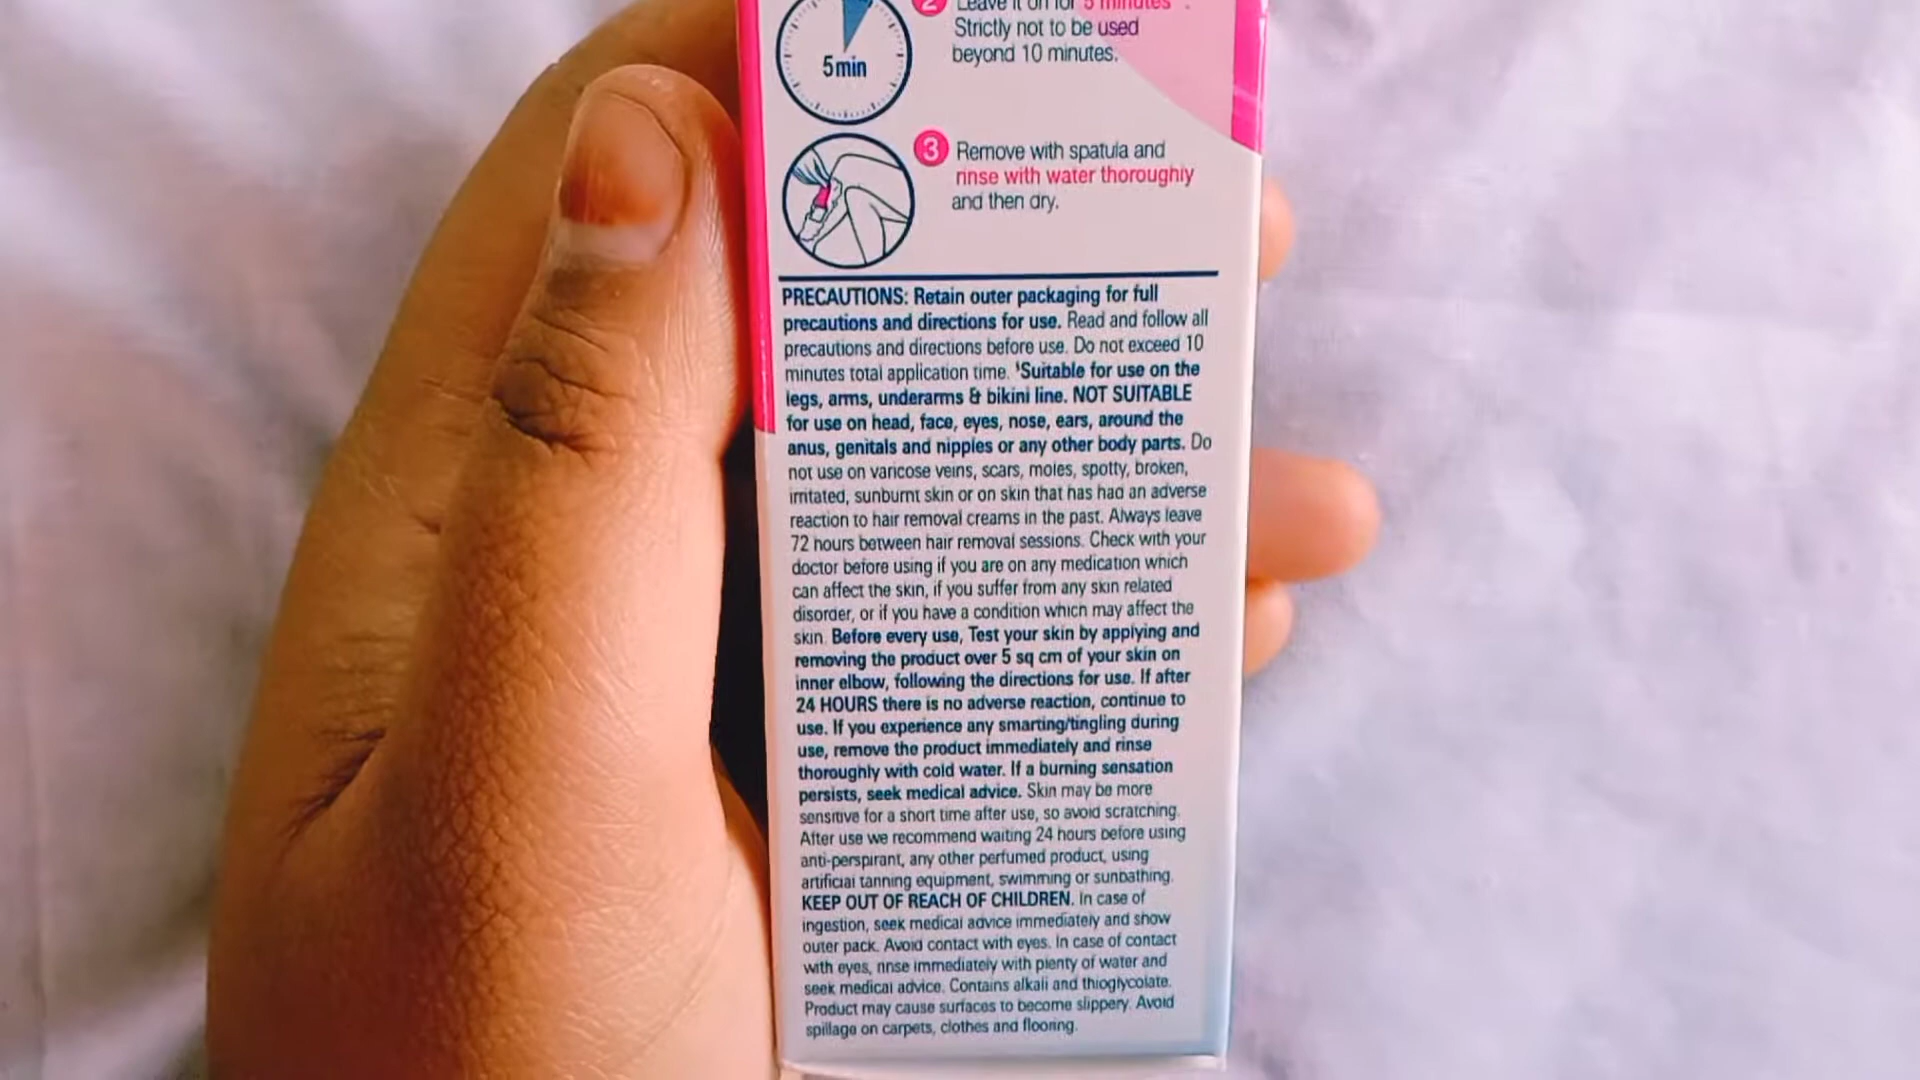 2 Leave it on for 5 minutes
Strictly not to be used
beyond 10 minutes.
5min
3 Remove with spatula and
rinse with water thoroughly
and then dry.
PRECAUTIONS: Retain outer packaging for full
precautions and directions for use. Read and follow all
precautions and directions before use. Do not exceed 10
minutes total application time. Suitable for use on the
legs, arms, underarms & bikini line. NOT SUITABLE
for use on head, face, eyes, nose, ears, around the
anus, genitals and nipples or any other body parts. Do
not use on varicose veins, scars, moles, spotty, broken,
irritated, sunburnt skin or on skin that has had an adverse
reaction to hair removal creams in the past. Always leave
72 hours between hair removal sessions. Check with your
doctor before using if you are on any medication which
can affect the skin, if you suffer from any skin related
disorder, or if you have a condition which may affect the
skin. Before every use, Test your skin by applying and
removing the product over 5 sq cm of your skin on
inner elbow, following the directions for use. If after
24 HOURS there is no adverse reaction, continue to
use. If you experience any smarting/tingling during
use, remove the product immediately and rinse
thoroughly with cold water. If a burning sensation
persists, seek medical advice. Skin may be more
sensitive for a short time after use, so avoid scratching.
After use we recommend waiting 24 hours before using
anti-perspirant, any other perfumed product, using
artificial tanning equipment, swimming or sunbathing.
KEEP OUT OF REACH OF CHILDREN. In case of
ingestion, seek medical advice immediately and show
outer pack. Avoid contact with eyes. In case of contact
with eyes, rinse immediately with plenty of water and
seek medical advice. Contains alkali and thioglycolate.
Product may cause surfaces to become slippery. Avoid
spillage on carpets, clothes and flooring.